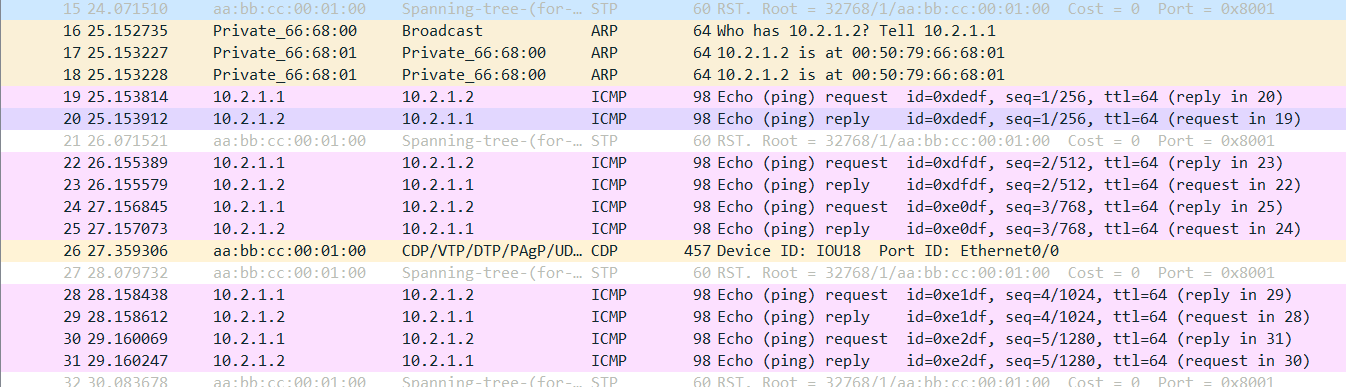 15 24.071510 aa:bb:cc:00:01:00 Spanning-tree-(for-… STP 60 RST. Root = 32768/1/aa:bb:cc:00:01:00 Cost = 0 Port = 0x8001
16 25.152735 Private_66:68:00 Broadcast ARP 64 Who has 10.2.1.2? Tell 10.2.1.1
17 25.153227 Private_66:68:01 Private_66:68:00 ARP 64 10.2.1.2 is at 00:50:79:66:68:01
18 25.153228 Private_66:68:01 Private_66:68:00 ARP 64 10.2.1.2 is at 00:50:79:66:68:01
19 25.153814 10.2.1.1 10.2.1.2 ICMP 98 Echo (ping) request id=0xdedf, seq=1/256, ttl=64 (reply in 20)
20 25.153912 10.2.1.2 10.2.1.1 ICMP 98 Echo (ping) reply id=0xdedf, seq=1/256, ttl=64 (request in 19)
21 26.071521 aa:bb:cc:00:01:00 Spanning-tree-(for-… STP 60 RST. Root = 32768/1/aa:bb:cc:00:01:00 Cost = 0 Port = 0x8001
22 26.155389 10.2.1.1 10.2.1.2 ICMP 98 Echo (ping) request id=0xdfdf, seq=2/512, ttl=64 (reply in 23)
23 26.155579 10.2.1.2 10.2.1.1 ICMP 98 Echo (ping) reply id=0xdfdf, seq=2/512, ttl=64 (request in 22)
24 27.156845 10.2.1.1 10.2.1.2 ICMP 98 Echo (ping) request id=0xe0df, seq=3/768, ttl=64 (reply in 25)
25 27.157073 10.2.1.2 10.2.1.1 ICMP 98 Echo (ping) reply id=0xe0df, seq=3/768, ttl=64 (request in 24)
26 27.359306 aa:bb:cc:00:01:00 CDP/VTP/DTP/PAgP/UD… CDP 457 Device ID: IOU18 Port ID: Ethernet0/0
27 28.079732 aa:bb:cc:00:01:00 Spanning-tree-(for-… STP 60 RST. Root = 32768/1/aa:bb:cc:00:01:00 Cost = 0 Port = 0x8001
28 28.158438 10.2.1.1 10.2.1.2 ICMP 98 Echo (ping) request id=0xe1df, seq=4/1024, ttl=64 (reply in 29)
29 28.158612 10.2.1.2 10.2.1.1 ICMP 98 Echo (ping) reply id=0xe1df, seq=4/1024, ttl=64 (request in 28)
30 29.160069 10.2.1.1 10.2.1.2 ICMP 98 Echo (ping) request id=0xe2df, seq=5/1280, ttl=64 (reply in 31)
31 29.160247 10.2.1.2 10.2.1.1 ICMP 98 Echo (ping) reply id=0xe2df, seq=5/1280, ttl=64 (request in 30)
32 30.083678 aa:bb:cc:00:01:00 Spanning-tree-(for-… STP 60 RST. Root = 32768/1/aa:bb:cc:00:01:00 Cost = 0 Port = 0x8001